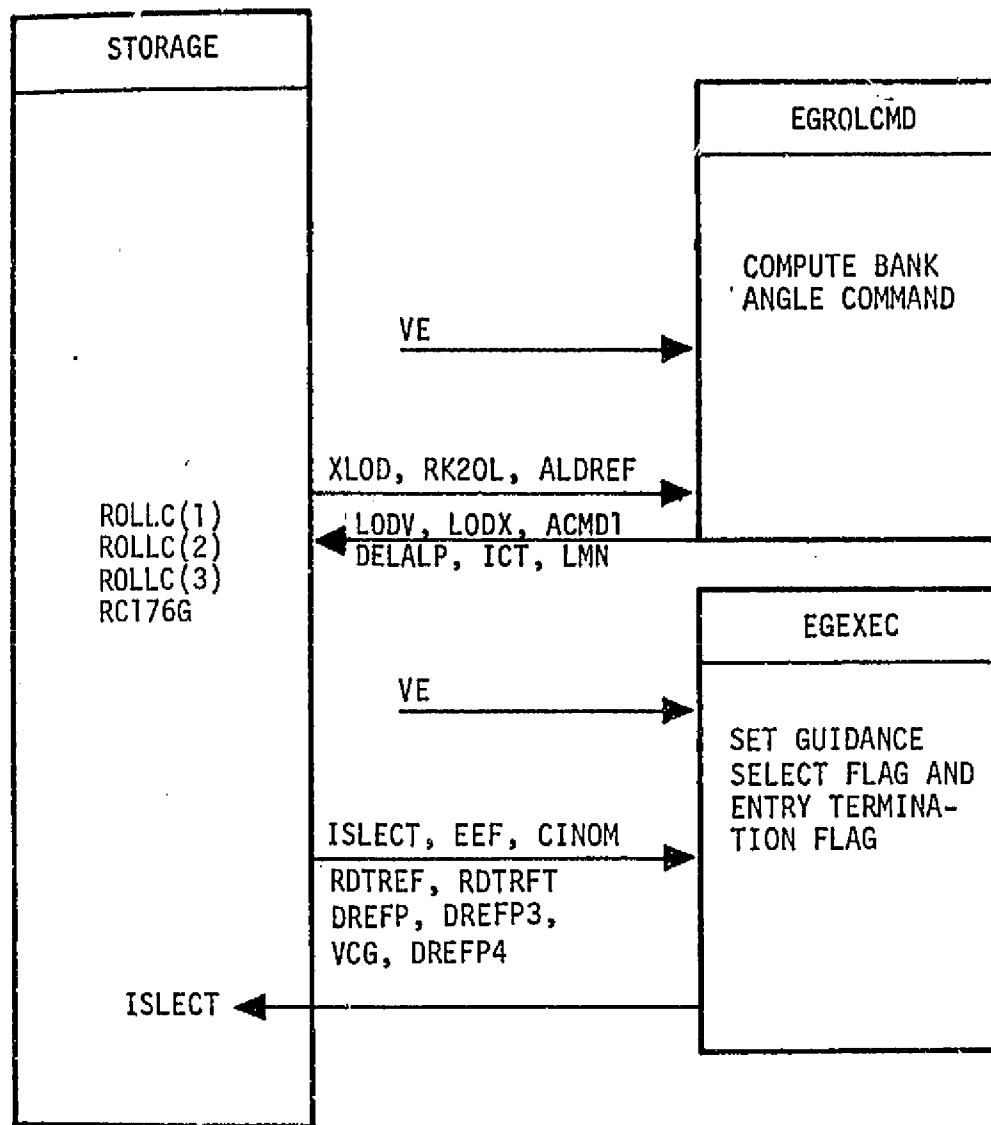 STORAGE
EGROLCMD
COMPUTE BANK
ANGLE COMMAND
VE
XLOD, RK2OL, ALDREF
LODV, LODX, ACMD1
DELALP, ICT, LMN
ROLLC(1)
ROLLC(2)
ROLLC(3)
RC176G
EGEXEC
VE
SET GUIDANCE
SELECT FLAG AND
ENTRY TERMINA-
TION FLAG
ISLECT, EEF, CINOM
RDTREF, RDTRFT
DREFP, DREFP3,
VCG, DREFP4
ISLECT